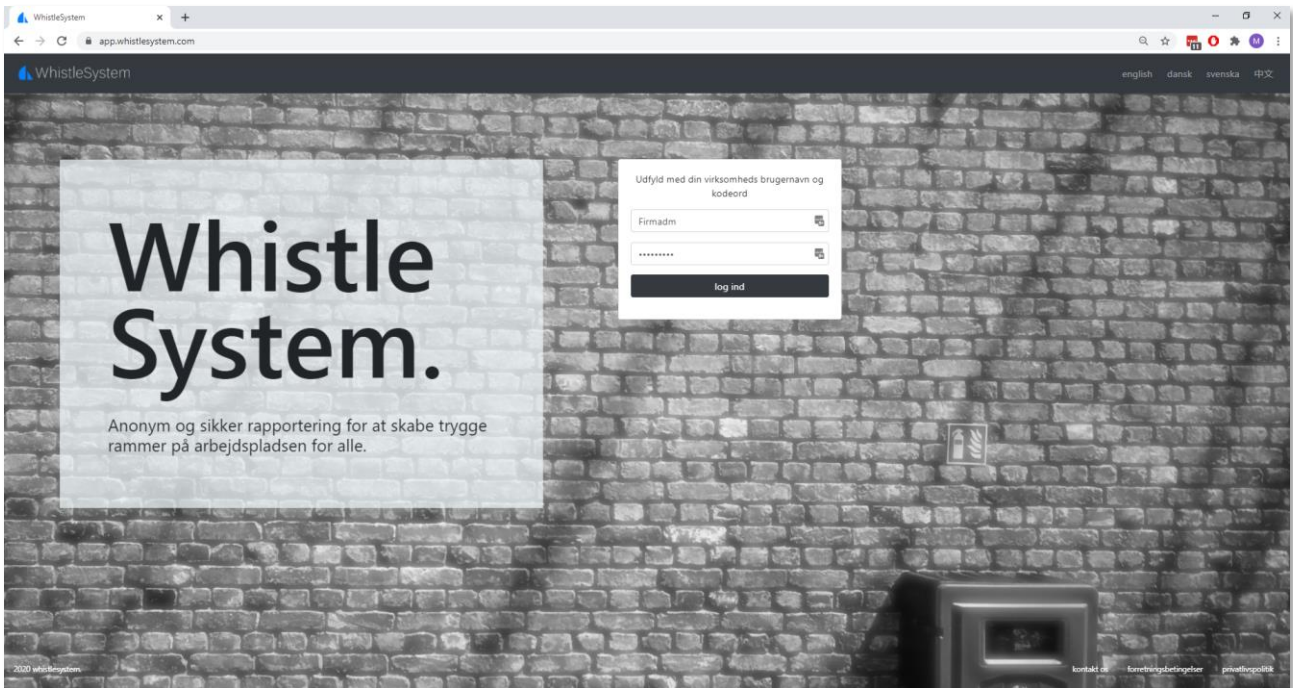 WhistleSystem
app.whistlesystem.com
11
M
WhistleSystem
english dansk svenska 中文
Whistle
System.
Anonym og sikker rapportering for at skabe trygge
rammer på arbejdspladsen for alle.
Udfyld med din virksomheds brugernavn og
kodeord
Firmadm
•••••••••
log ind
2020 whistlesystem.
kontakt os forretningsbetingelser privatlivspolitik